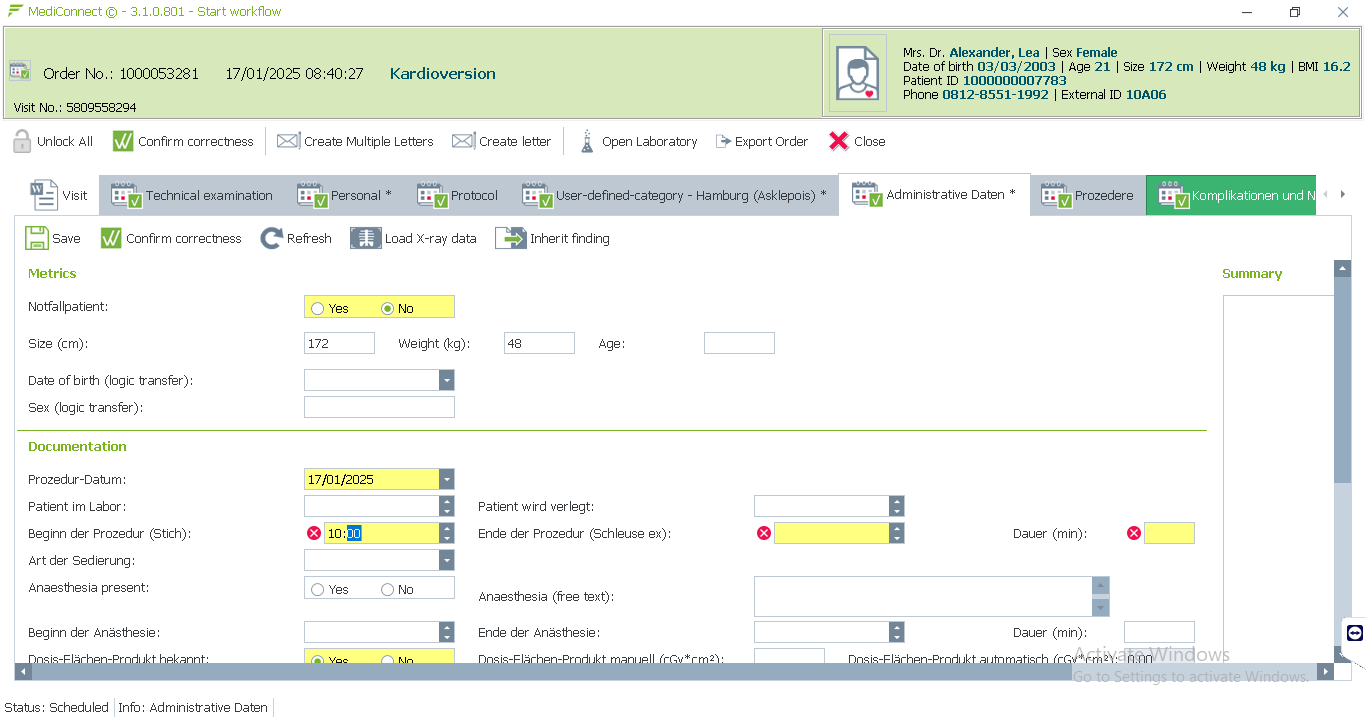 MediConnect © - 3.1.0.801 - Start workflow
Order No.: 1000053281 17/01/2025 08:40:27 Kardioversion
Visit No.: 5809558294
Mrs. Dr. Alexander, Lea | Sex Female
Date of birth 03/03/2003 | Age 21 | Size 172 cm | Weight 48 kg | BMI 16.2
Patient ID 1000000007783
Phone 0812-8551-1992 | External ID 10A06
Unlock All Confirm correctness Create Multiple Letters Create letter Open Laboratory Export Order Close
Visit Technical examination Personal * Protocol User-defined-category - Hamburg (Asklepois) * Administrative Daten * Prozedere Komplikationen und N
Save Confirm correctness Refresh Load X-ray data Inherit finding
Metrics Summary
Notfallpatient: Yes No
Size (cm): 172 Weight (kg): 48 Age:
Date of birth (logic transfer):
Sex (logic transfer):
Documentation
Prozedur-Datum: 17/01/2025
Patient im Labor: Patient wird verlegt:
Beginn der Prozedur (Stich): 10:00 Ende der Prozedur (Schleuse ex): Dauer (min):
Art der Sedierung:
Anaesthesia present: Yes No Anaesthesia (free text):
Beginn der Anästhesie: Ende der Anästhesie: Dauer (min):
Dosis-Flächen-Produkt bekannt: Yes No Dosis-Flächen-Produkt manuell (cGy*cm²): Dosis-Flächen-Produkt automatisch (cGy*cm²): 0.00
Activate Windows
Go to Settings to activate Windows.
Status: Scheduled Info: Administrative Daten